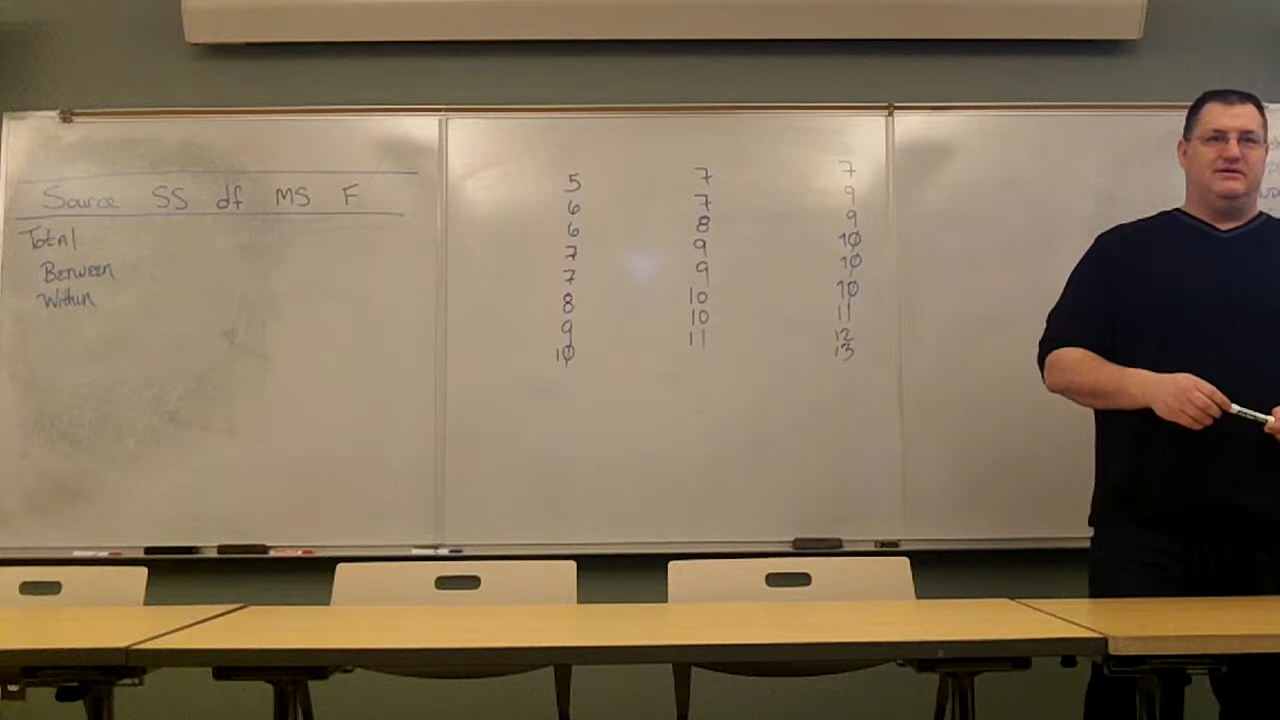 Source SS df MS F
Total
Between
Within
5 7 7
6 7 9
6 8 9
7 9 10
7 9 10
8 10 10
9 10 11
10 11 12
13